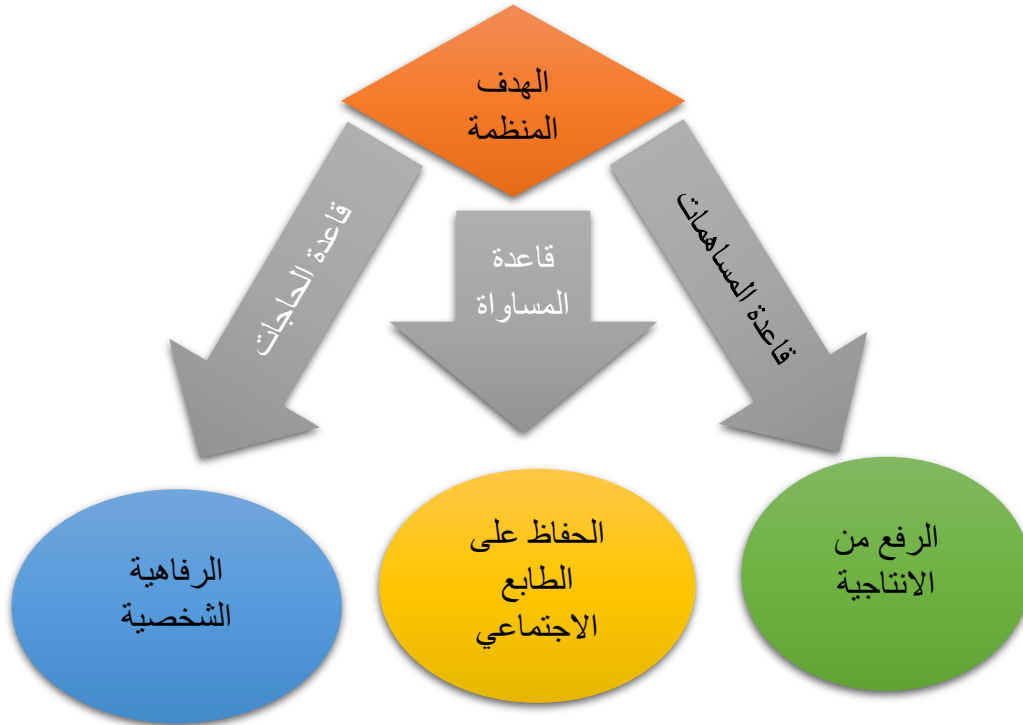 الهدف
المنظمة
قاعدة المساهمات
قاعدة
المساواة
قاعدة الحاجات
الرفع من
الانتاجية
الحفاظ على
الطابع
الاجتماعي
الرفاهية
الشخصية